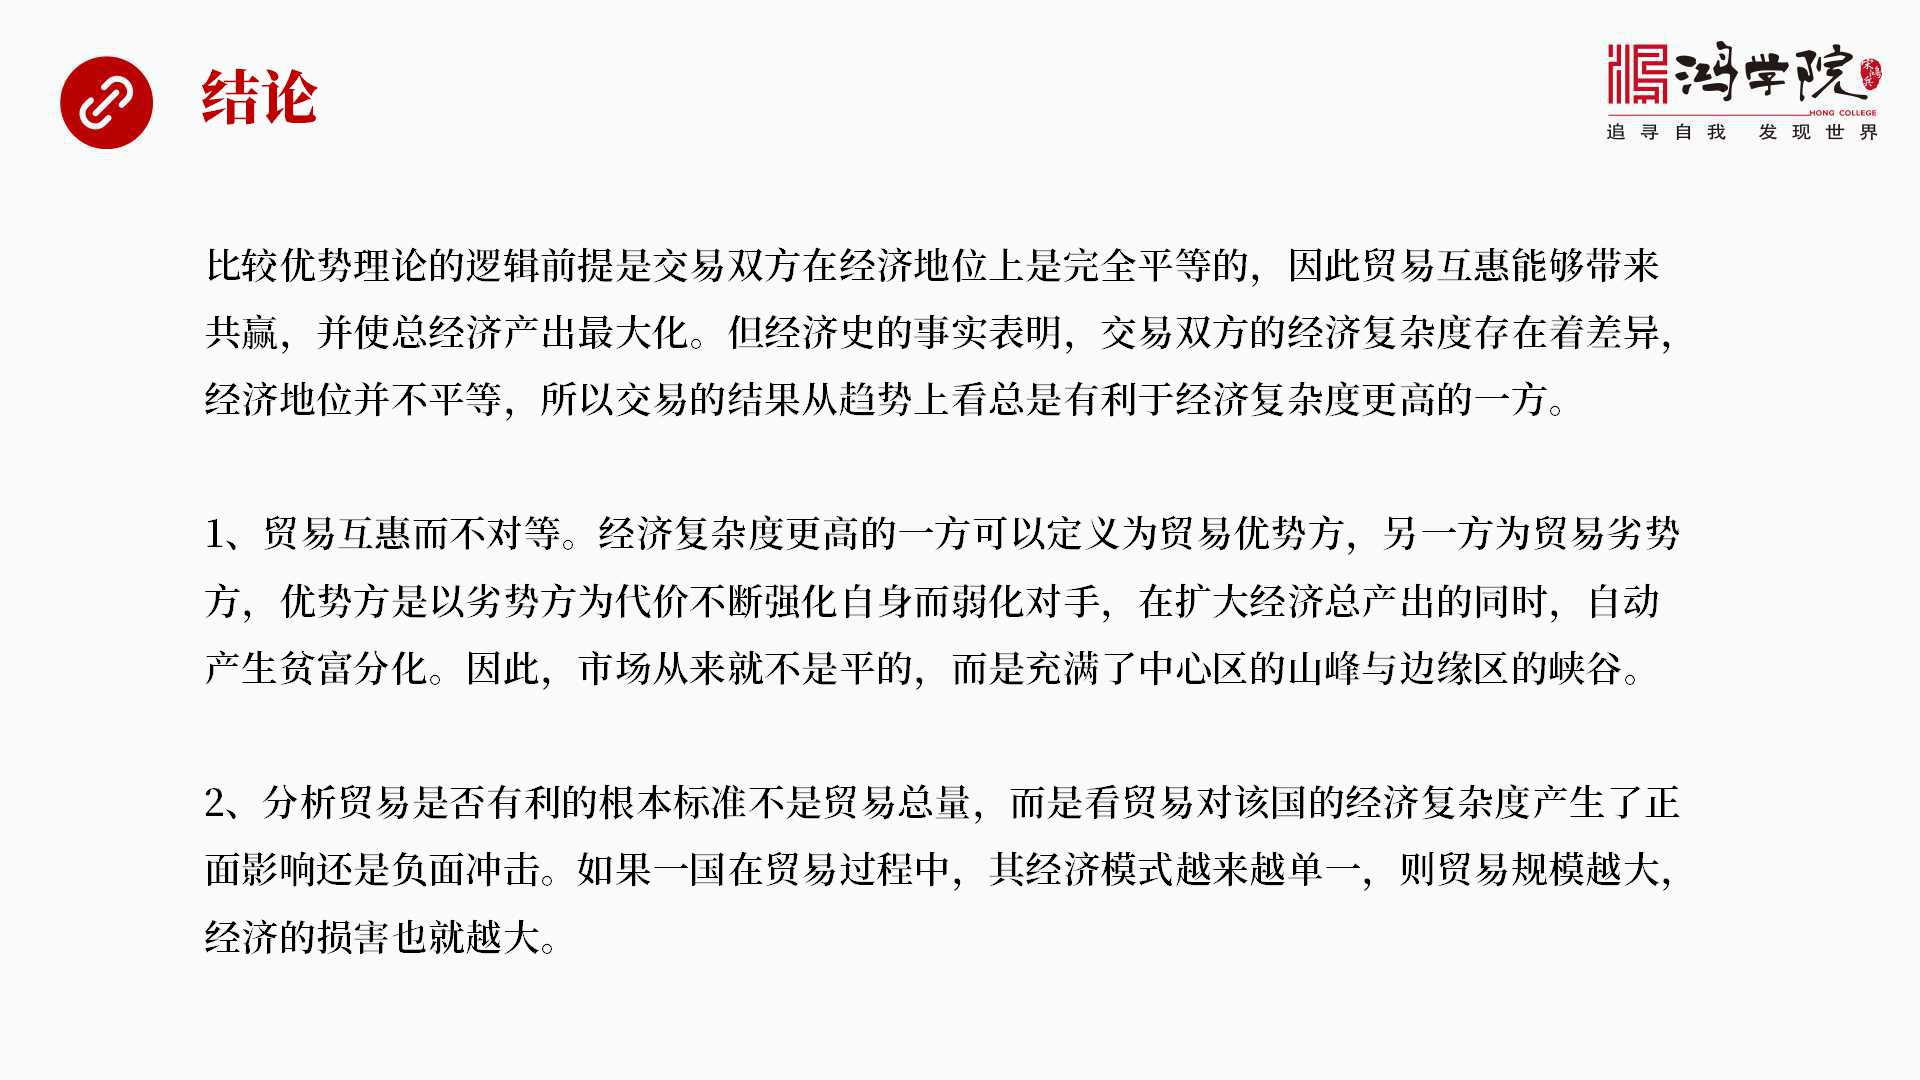 结论
鸿学院
宋鸿兵
HONG COLLEGE
追寻自我 发现世界
比较优势理论的逻辑前提是交易双方在经济地位上是完全平等的，因此贸易互惠能够带来
共赢，并使总经济产出最大化。但经济史的事实表明，交易双方的经济复杂度存在着差异，
经济地位并不平等，所以交易的结果从趋势上看总是有利于经济复杂度更高的一方。
1、贸易互惠而不对等。经济复杂度更高的一方可以定义为贸易优势方，另一方为贸易劣势
方，优势方是以劣势方为代价不断强化自身而弱化对手，在扩大经济总产出的同时，自动
产生贫富分化。因此，市场从来就不是平的，而是充满了中心区的山峰与边缘区的峡谷。
2、分析贸易是否有利的根本标准不是贸易总量，而是看贸易对该国的经济复杂度产生了正
面影响还是负面冲击。如果一国在贸易过程中，其经济模式越来越单一，则贸易规模越大，
经济的损害也就越大。